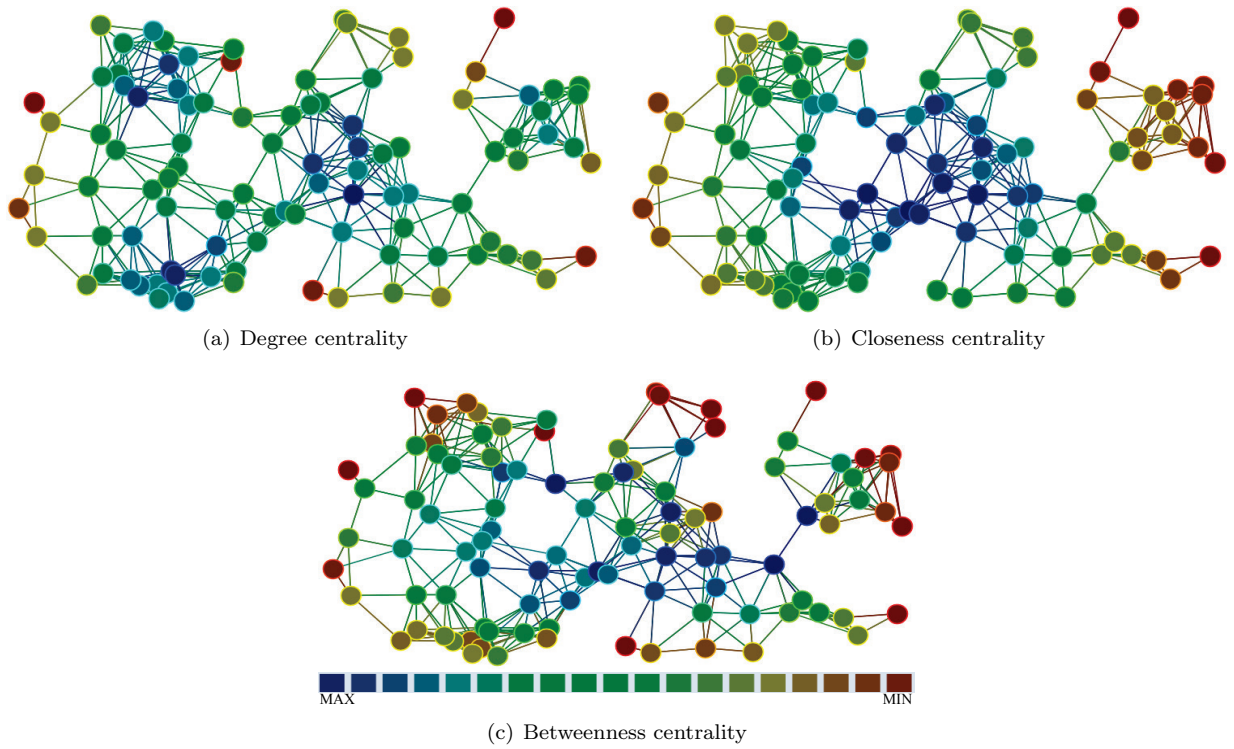 (a) Degree centrality
(b) Closeness centrality
MAX
MIN
(c) Betweenness centrality